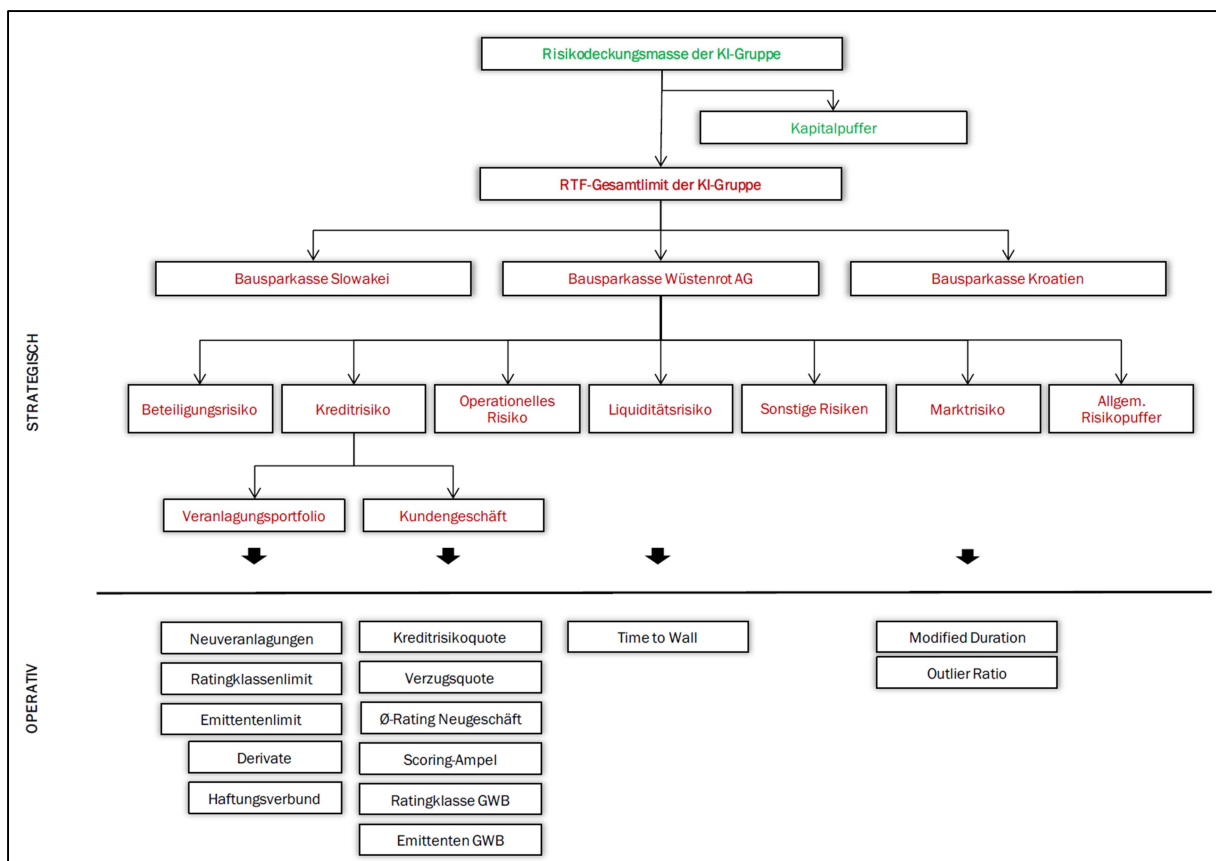 Risikodeckungsmasse der KI-Gruppe
Kapitalpuffer
RTF-Gesamtlimit der KI-Gruppe
Bausparkasse Slowakei
Bausparkasse Wüstenrot AG
Bausparkasse Kroatien
STRATEGISCH
Beteiligungsrisiko
Kreditrisiko
Operationelles
Risiko
Liquiditätsrisiko
Sonstige Risiken
Marktrisiko
Allgem.
Risikopuffer
Veranlagungsportfolio
Kundengeschäft
OPERATIV
Neuveranlagungen
Ratingklassenlimit
Emittentenlimit
Derivate
Haftungsverbund
Kreditrisikoquote
Verzugsquote
Ø-Rating Neugeschäft
Scoring-Ampel
Ratingklasse GWB
Emittenten GWB
Time to Wall
Modified Duration
Outlier Ratio